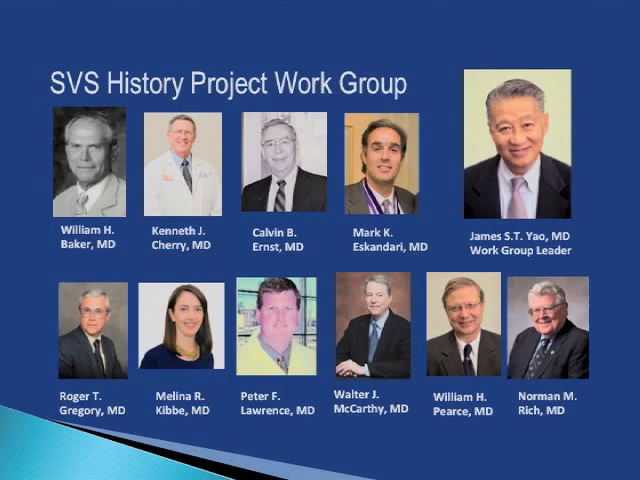 SVS History Project Work Group
William H.
Baker, MD
Kenneth J.
Cherry, MD
Calvin B.
Ernst, MD
Mark K.
Eskandari, MD
James S.T. Yao, MD
Work Group Leader
Roger T.
Gregory, MD
Melina R.
Kibbe, MD
Peter F.
Lawrence, MD
Walter J.
McCarthy, MD
William H.
Pearce, MD
Norman M.
Rich, MD